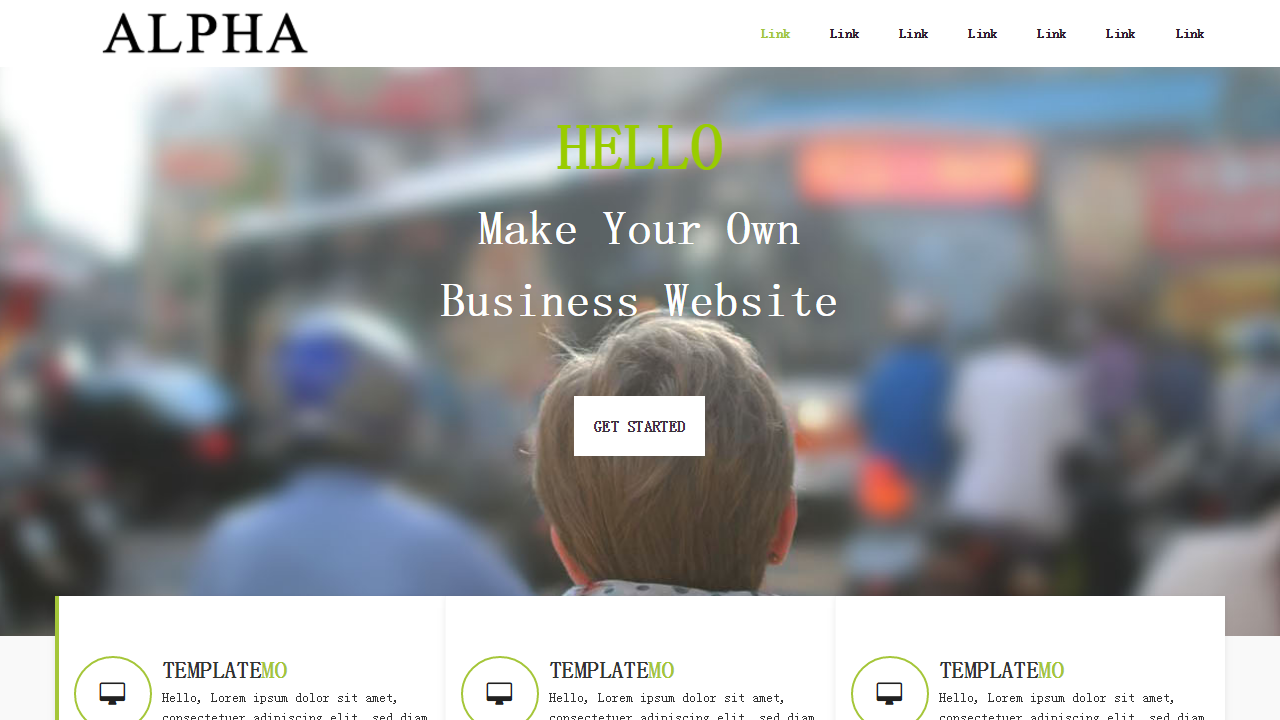 ALPHA
Link Link Link Link Link Link Link
HELLO
Make Your Own
Business Website
GET STARTED
TEMPLATEMO
Hello, Lorem ipsum dolor sit amet,
consectetuer adipiscing elit, sed diam
TEMPLATEMO
Hello, Lorem ipsum dolor sit amet,
consectetuer adipiscing elit, sed diam
TEMPLATEMO
Hello, Lorem ipsum dolor sit amet,
consectetuer adipiscing elit, sed diam